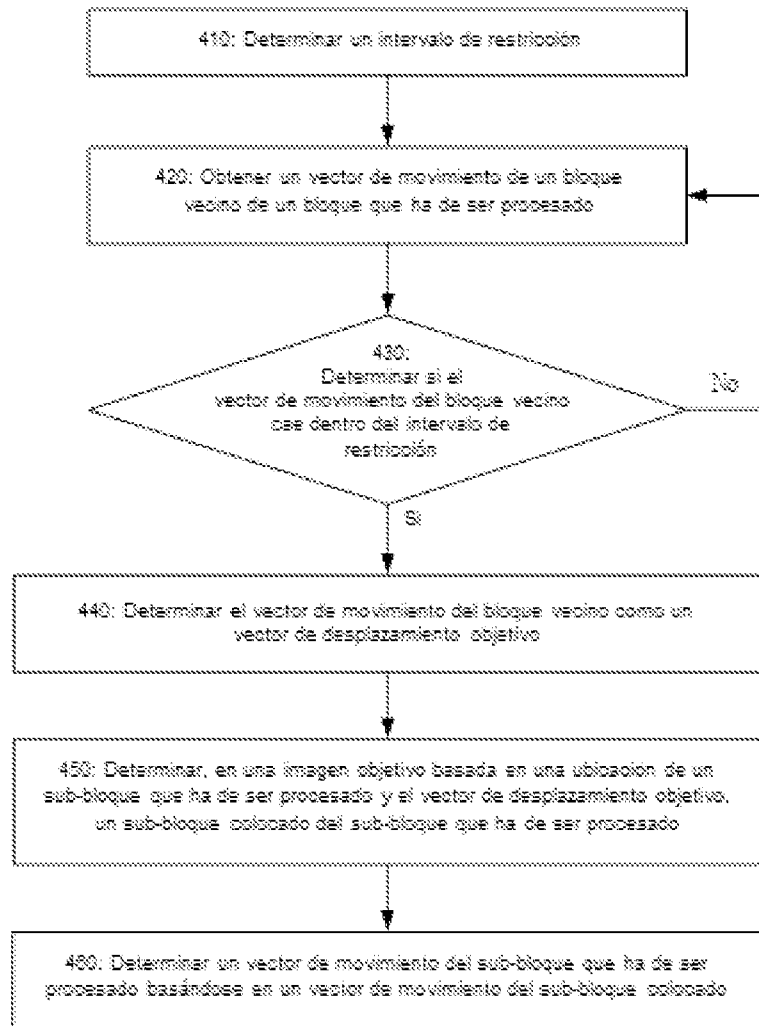 410: Determinar un intervalo de restricción
420: Obtener un vector de movimiento de un bloque
vecino de un bloque que ha de ser procesado
430:
Determinar si el
vector de movimiento del bloque vecino
cae dentro del intervalo de
restricción
No
Si
440: Determinar el vector de movimiento del bloque vecino como un
vector de desplazamiento objetivo
450: Determinar, en una imagen objetivo basada en una ubicación de un
sub-bloque que ha de ser procesado y el vector de desplazamiento objetivo,
un sub-bloque colocado del sub-bloque que ha de ser procesado
460: Determinar un vector de movimiento del sub-bloque que ha de ser
procesado basándose en un vector de movimiento del sub-bloque colocado